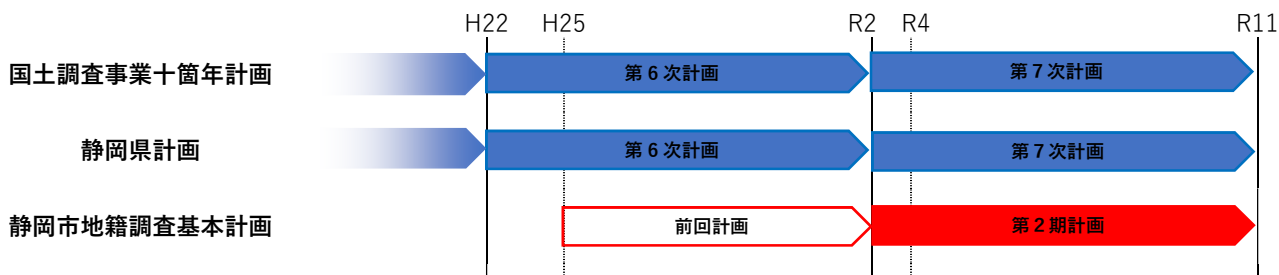 H22 H25 R2 R4 R11
国土調査事業十箇年計画 第6次計画 第7次計画
静岡県計画 第6次計画 第7次計画
静岡市地籍調査基本計画 前回計画 第2期計画